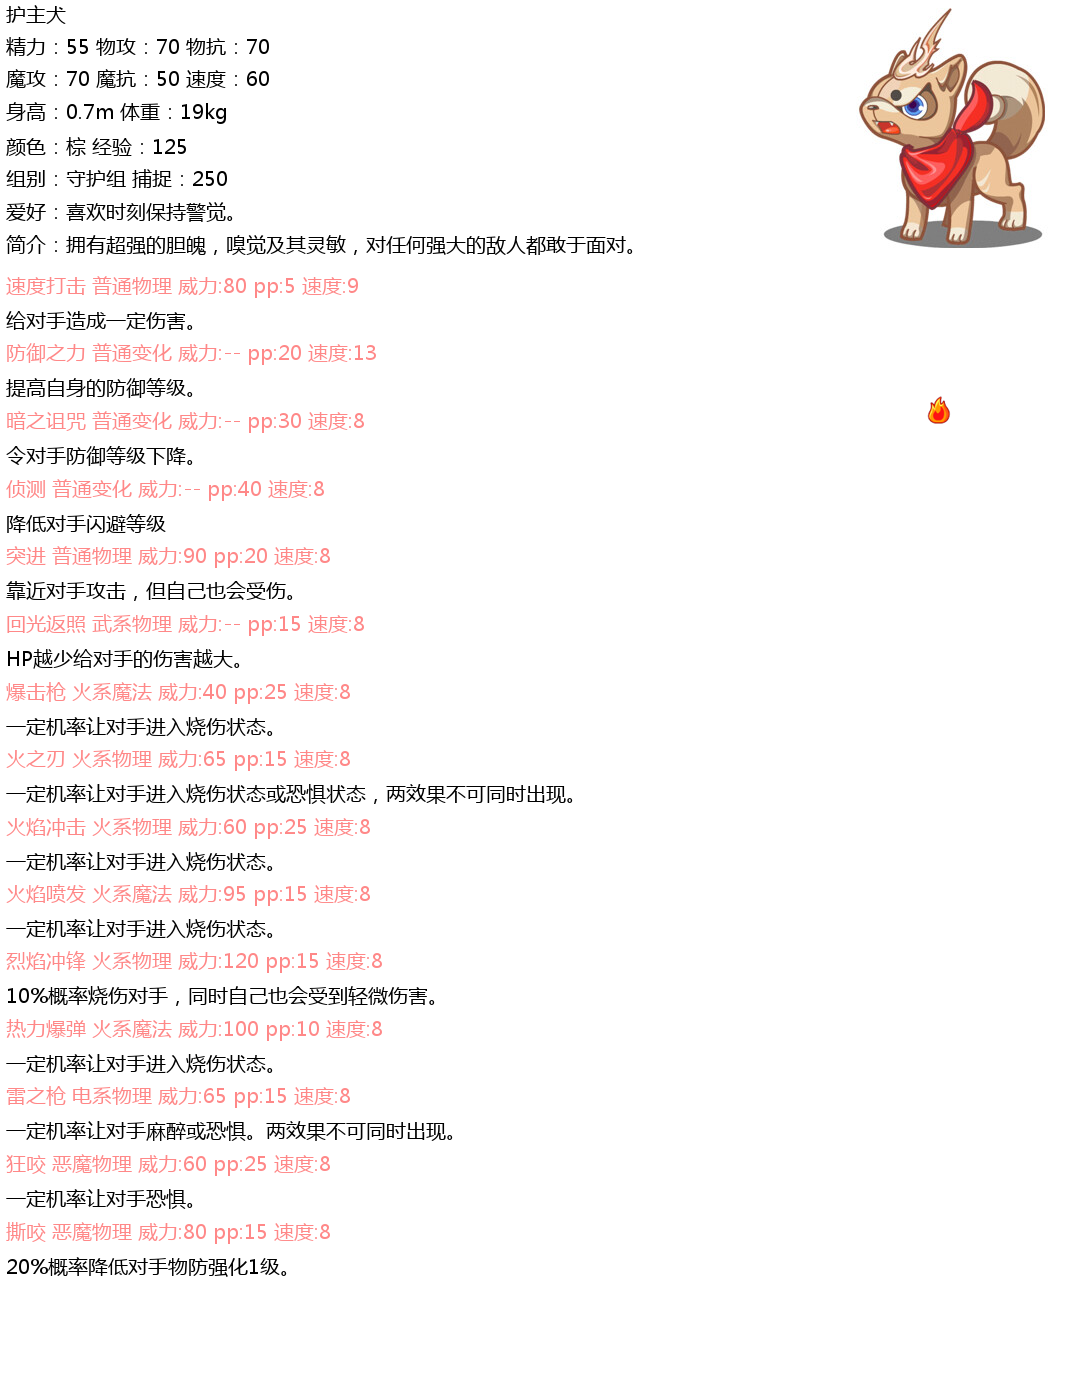 护主犬
精力：55 物攻：70 物抗：70
魔攻：70 魔抗：50 速度：60
身高：0.7m 体重：19kg
颜色：棕 经验：125
组别：守护组 捕捉：250
爱好：喜欢时刻保持警觉。
简介：拥有超强的胆魄，嗅觉及其灵敏，对任何强大的敌人都敢于面对。
速度打击 普通物理 威力:80 pp:5 速度:9
给对手造成一定伤害。
防御之力 普通变化 威力:-- pp:20 速度:13
提高自身的防御等级。
暗之诅咒 普通变化 威力:-- pp:30 速度:8
令对手防御等级下降。
侦测 普通变化 威力:-- pp:40 速度:8
降低对手闪避等级
突进 普通物理 威力:90 pp:20 速度:8
靠近对手攻击，但自己也会受伤。
回光返照 武系物理 威力:-- pp:15 速度:8
HP越少给对手的伤害越大。
爆击枪 火系魔法 威力:40 pp:25 速度:8
一定机率让对手进入烧伤状态。
火之刃 火系物理 威力:65 pp:15 速度:8
一定机率让对手进入烧伤状态或恐惧状态，两效果不可同时出现。
火焰冲击 火系物理 威力:60 pp:25 速度:8
一定机率让对手进入烧伤状态。
火焰喷发 火系魔法 威力:95 pp:15 速度:8
一定机率让对手进入烧伤状态。
烈焰冲锋 火系物理 威力:120 pp:15 速度:8
10%概率烧伤对手，同时自己也会受到轻微伤害。
热力爆弹 火系魔法 威力:100 pp:10 速度:8
一定机率让对手进入烧伤状态。
雷之枪 电系物理 威力:65 pp:15 速度:8
一定机率让对手麻醉或恐惧。两效果不可同时出现。
狂咬 恶魔物理 威力:60 pp:25 速度:8
一定机率让对手恐惧。
撕咬 恶魔物理 威力:80 pp:15 速度:8
20%概率降低对手物防强化1级。